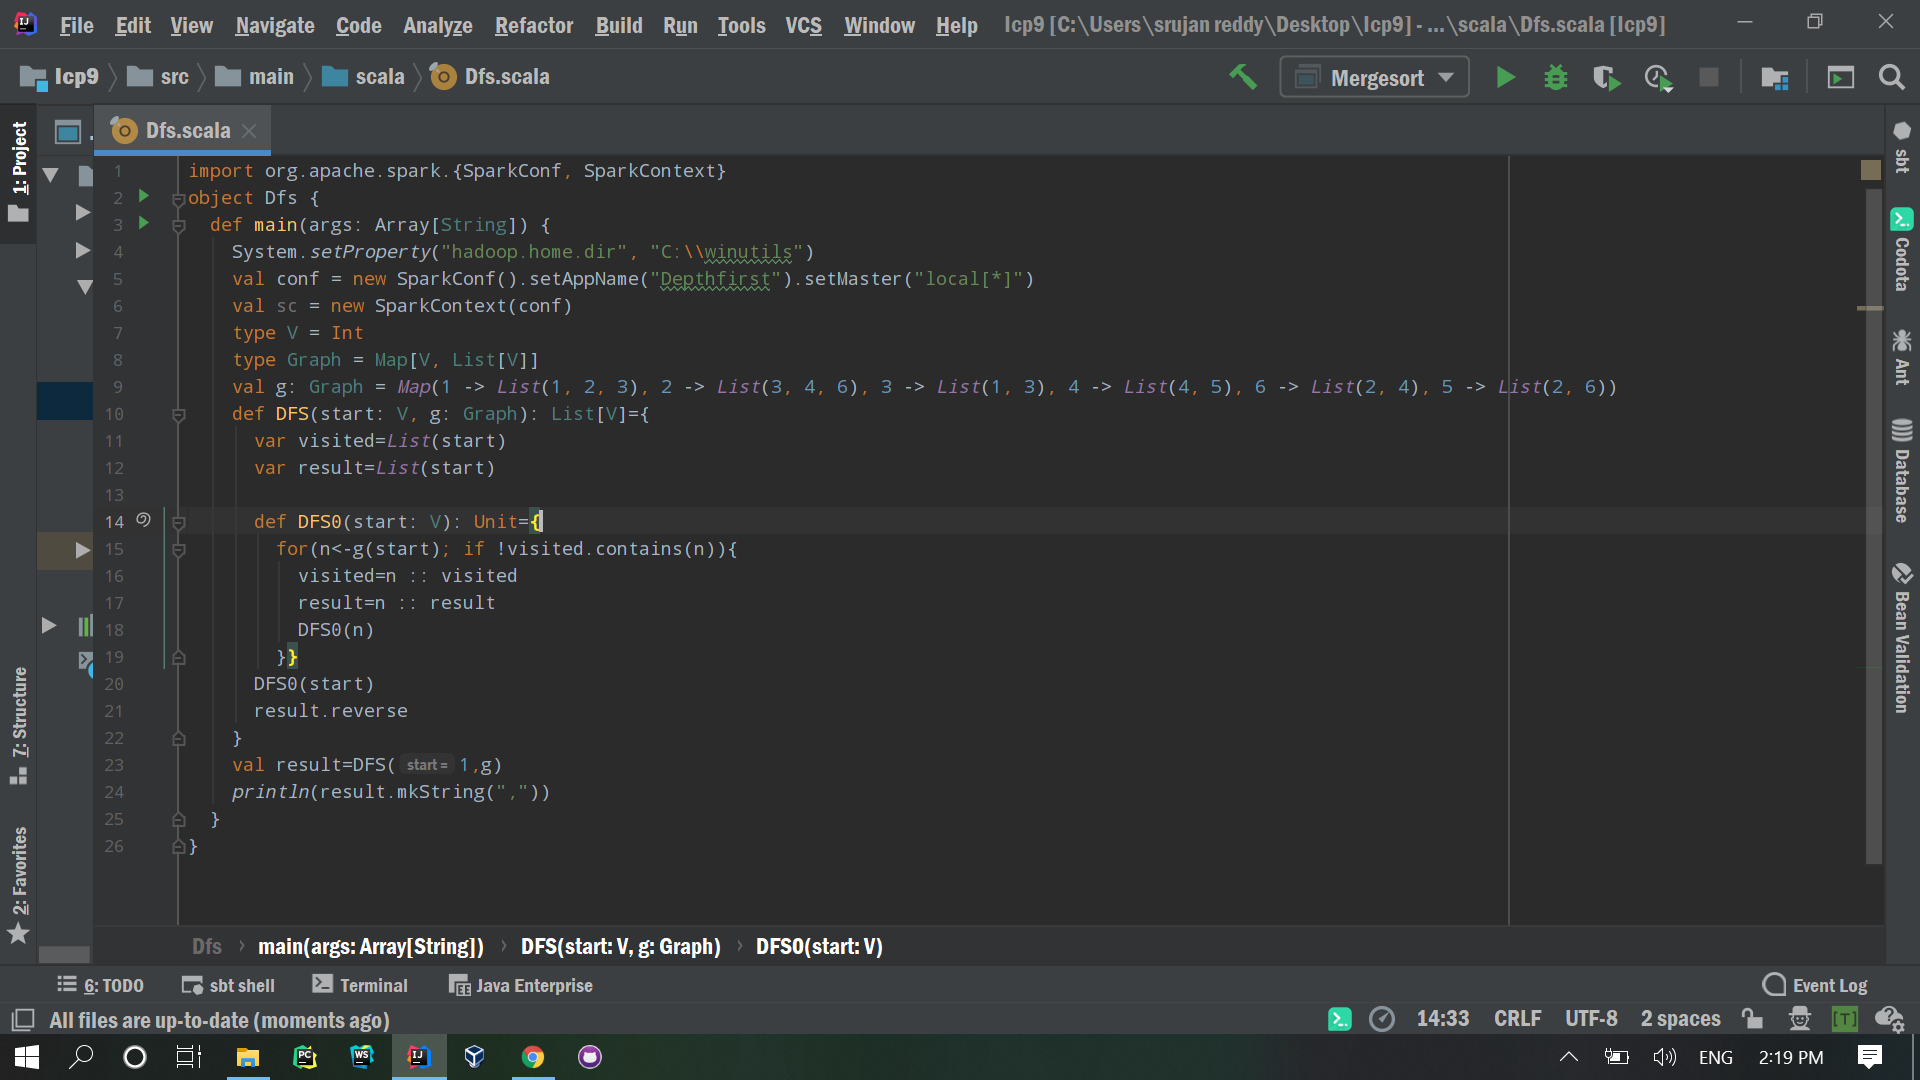 File Edit View Navigate Code Analyze Refactor Build Run Tools VCS Window Help Icp9 [C:\Users\srujan reddy\Desktop\Icp9] - ...\scala\Dfs.scala [Icp9]
Icp9 src main scala Dfs.scala Mergesort
1: Project
Dfs.scala
1 import org.apache.spark.{SparkConf, SparkContext}
2 object Dfs {
3 def main(args: Array[String]) {
4 System.setProperty("hadoop.home.dir", "C:\\winutils")
5 val conf = new SparkConf().setAppName("Depthfirst").setMaster("local[*]")
6 val sc = new SparkContext(conf)
7 type V = Int
8 type Graph = Map[V, List[V]]
9 val g: Graph = Map(1 -> List(1, 2, 3), 2 -> List(3, 4, 6), 3 -> List(1, 3), 4 -> List(4, 5), 6 -> List(2, 4), 5 -> List(2, 6))
10 def DFS(start: V, g: Graph): List[V]={
11 var visited=List(start)
12 var result=List(start)
13
14 def DFS0(start: V): Unit={
15 for(n<-g(start); if !visited.contains(n)){
16 visited=n :: visited
17 result=n :: result
18 DFS0(n)
19 }}
20 DFS0(start)
21 result.reverse
22 }
23 val result=DFS( start = 1,g)
24 println(result.mkString(","))
25 }
26 }
7: Structure
2: Favorites
sbt
Codota
Ant
Database
Bean Validation
Dfs main(args: Array[String]) DFS(start: V, g: Graph) DFS0(start: V)
6: TODO sbt shell Terminal Java Enterprise Event Log
All files are up-to-date (moments ago) 14:33 CRLF UTF-8 2 spaces [T]
PC WS IJ ENG 2:19 PM